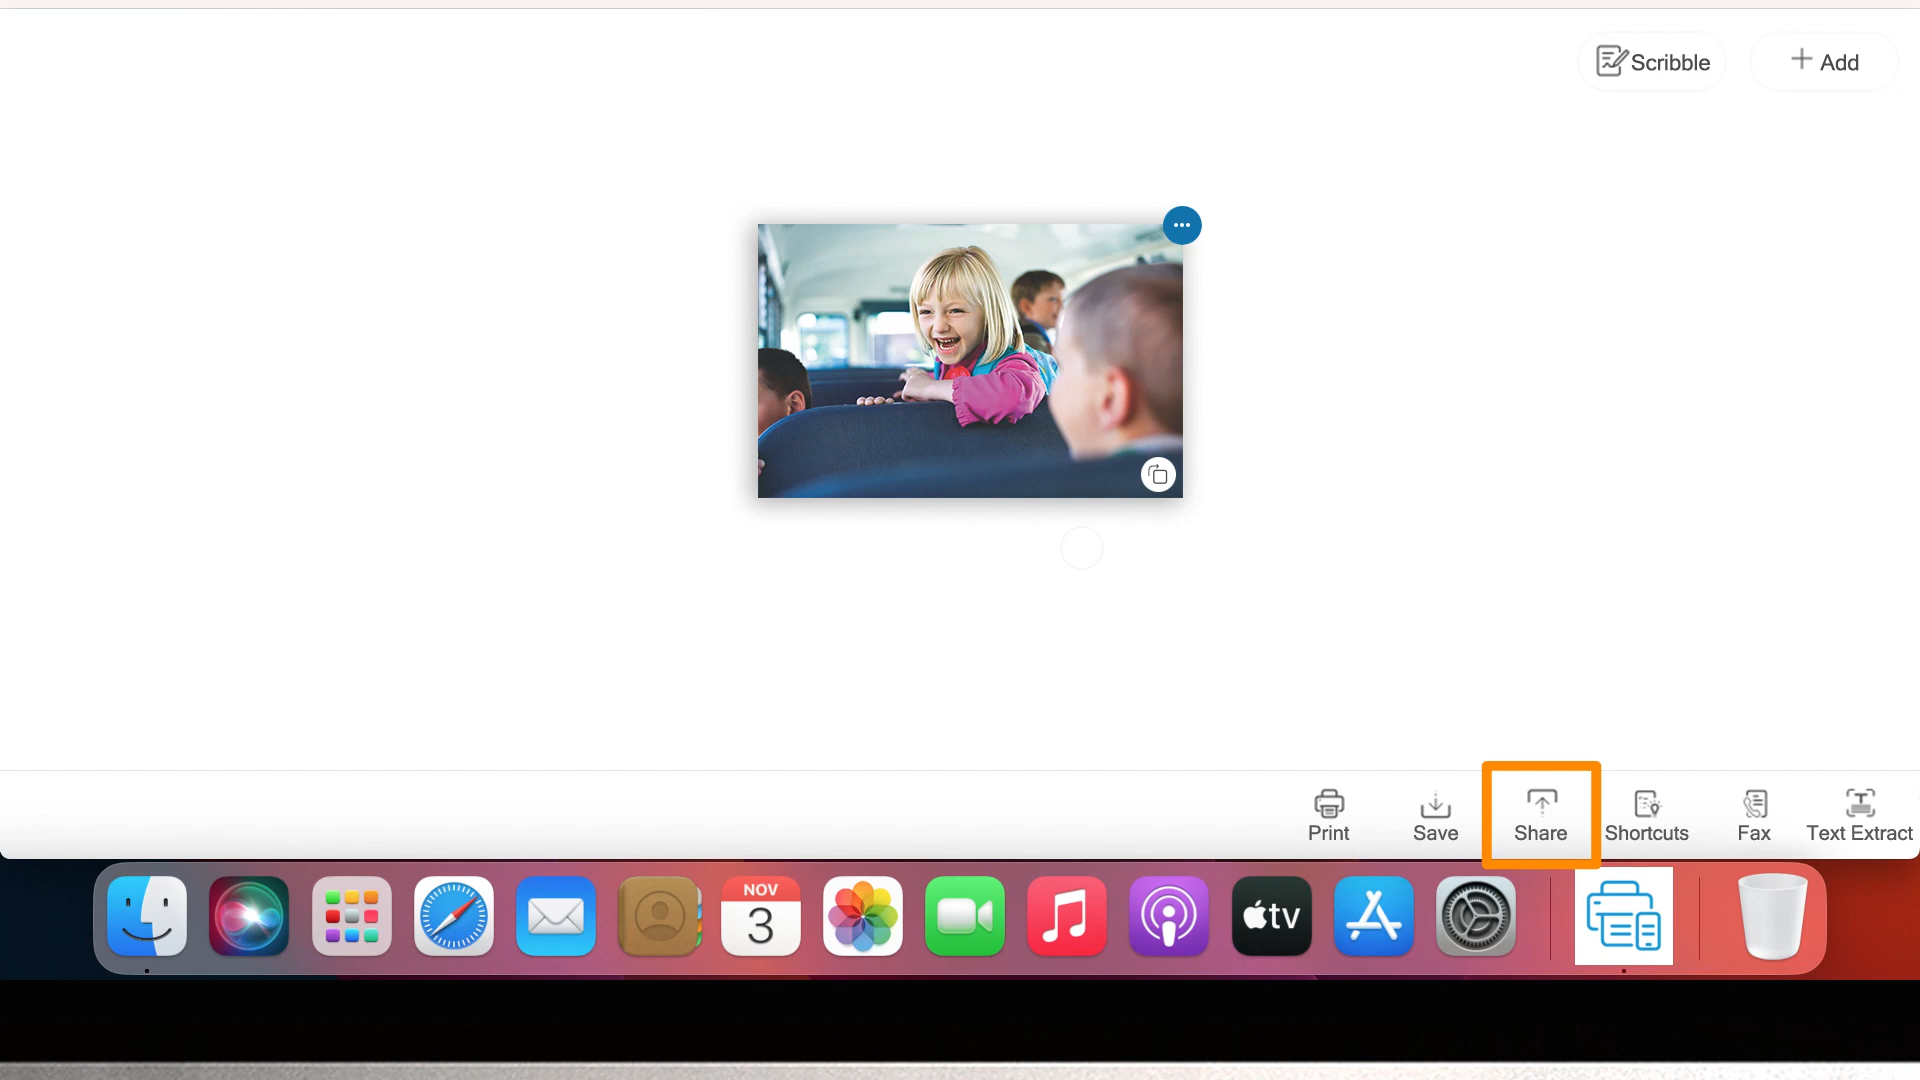 Scribble
Add
Print
Save
Share
Shortcuts
Fax
Text Extract
NOV
3
tv